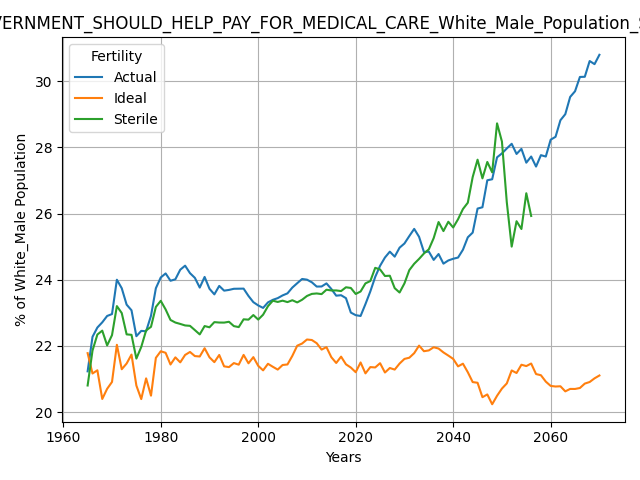 VERNMENT_SHOULD_HELP_PAY_FOR_MEDICAL_CARE_White_Male_Population_
Fertility
Actual
Ideal
Sterile
30
28
26
24
22
20
% of White_Male Population
1960
1980
2000
2020
2040
2060
Years